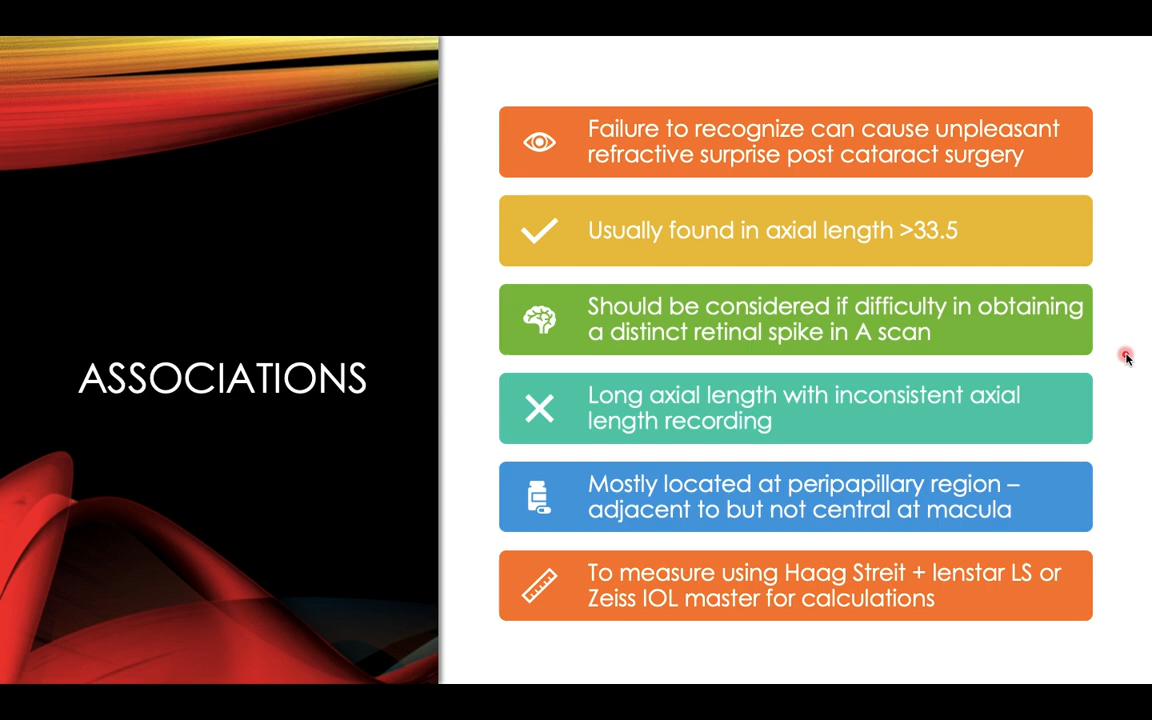 ASSOCIATIONS
Failure to recognize can cause unpleasant
refractive surprise post cataract surgery
Usually found in axial length >33.5
Should be considered if difficulty in obtaining
a distinct retinal spike in A scan
Long axial length with inconsistent axial
length recording
Mostly located at peripapillary region –
adjacent to but not central at macula
To measure using Haag Streit + lenstar LS or
Zeiss IOL master for calculations